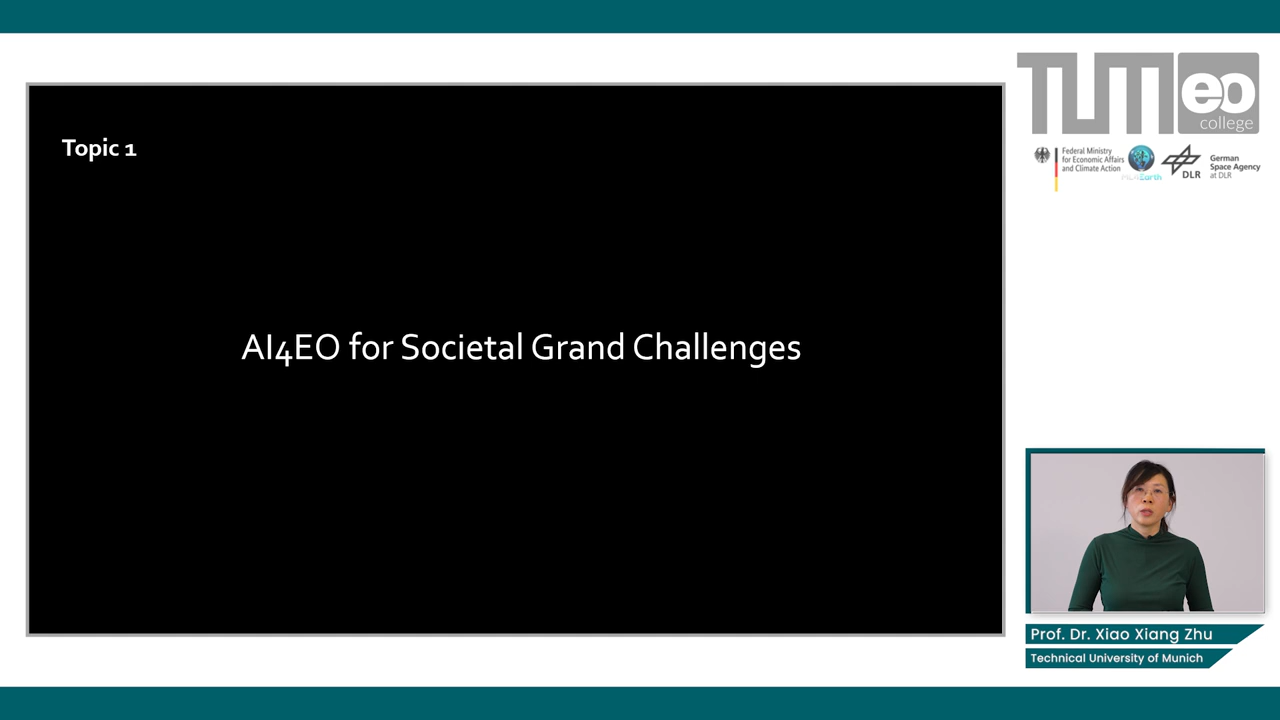 Topic 1
AI4EO for Societal Grand Challenges
TUM
eo
college
Federal Ministry
for Economic Affairs
and Climate Action
ML4Earth
DLR
German
Space Agency
at DLR
Prof. Dr. Xiao Xiang Zhu
Technical University of Munich